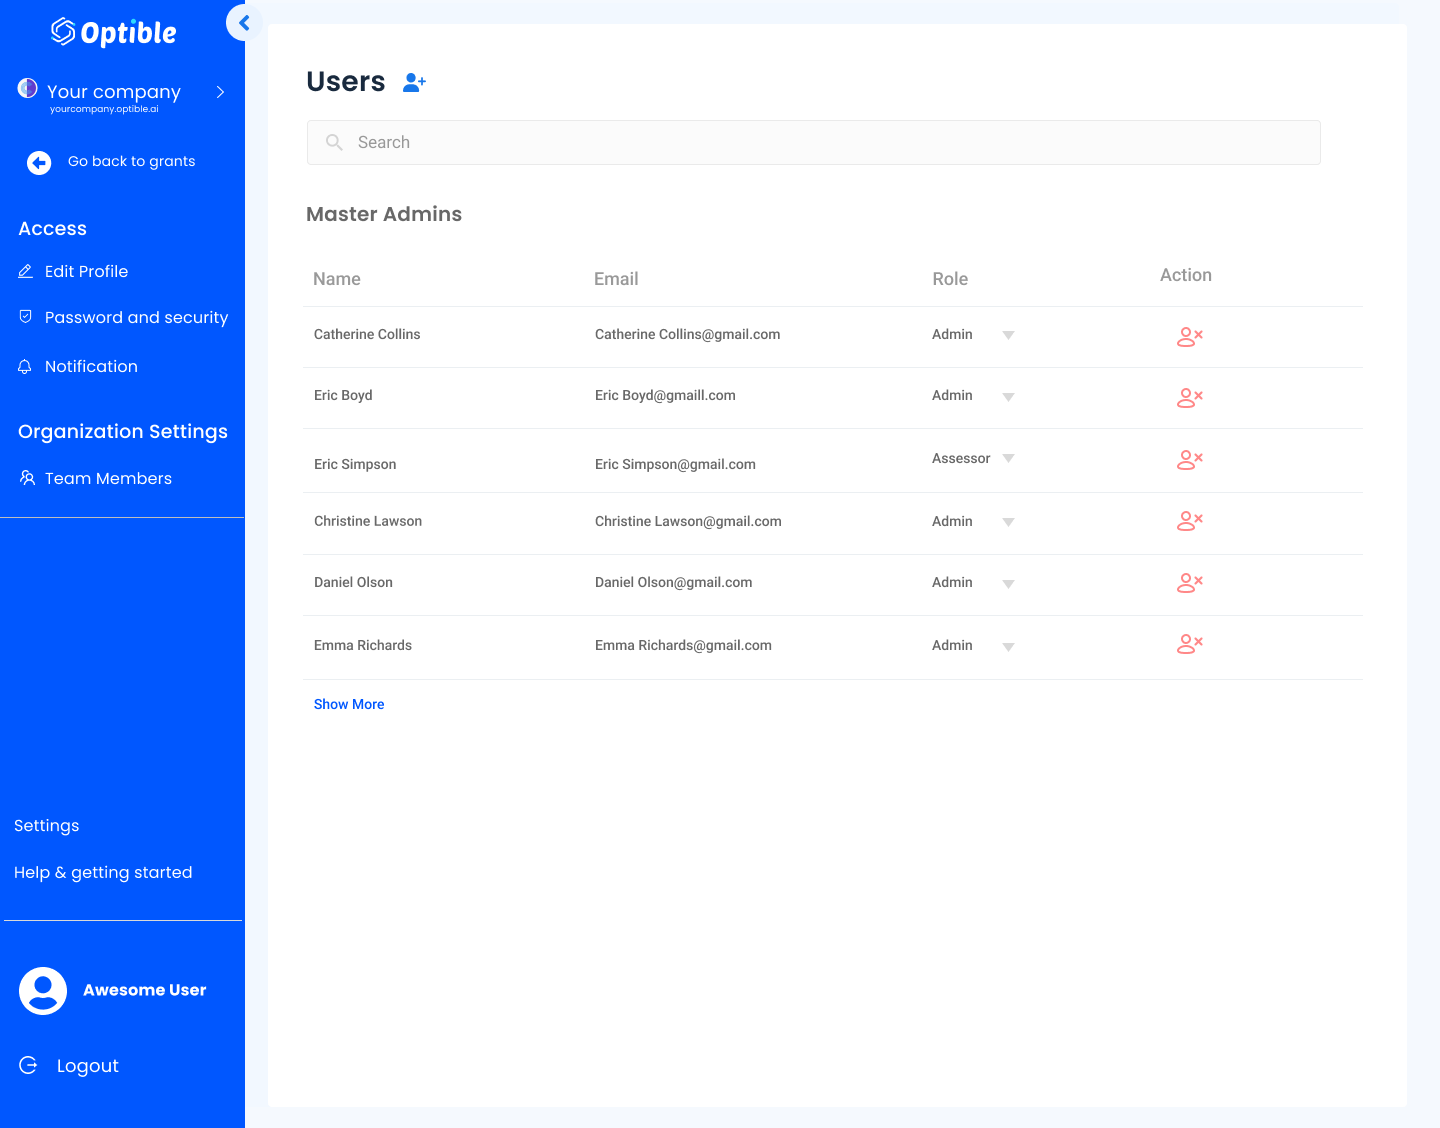 Optible
Your company
yourcompany.optible.ai
Go back to grants
Access
Edit Profile
Password and security
Notification
Organization Settings
Team Members
Settings
Help & getting started
Awesome User
Logout
Users
Search
Master Admins
Name Email Role Action
Catherine Collins Catherine Collins@gmail.com Admin
Eric Boyd Eric Boyd@gmaill.com Admin
Eric Simpson Eric Simpson@gmail.com Assessor
Christine Lawson Christine Lawson@gmail.com Admin
Daniel Olson Daniel Olson@gmail.com Admin
Emma Richards Emma Richards@gmail.com Admin
Show More